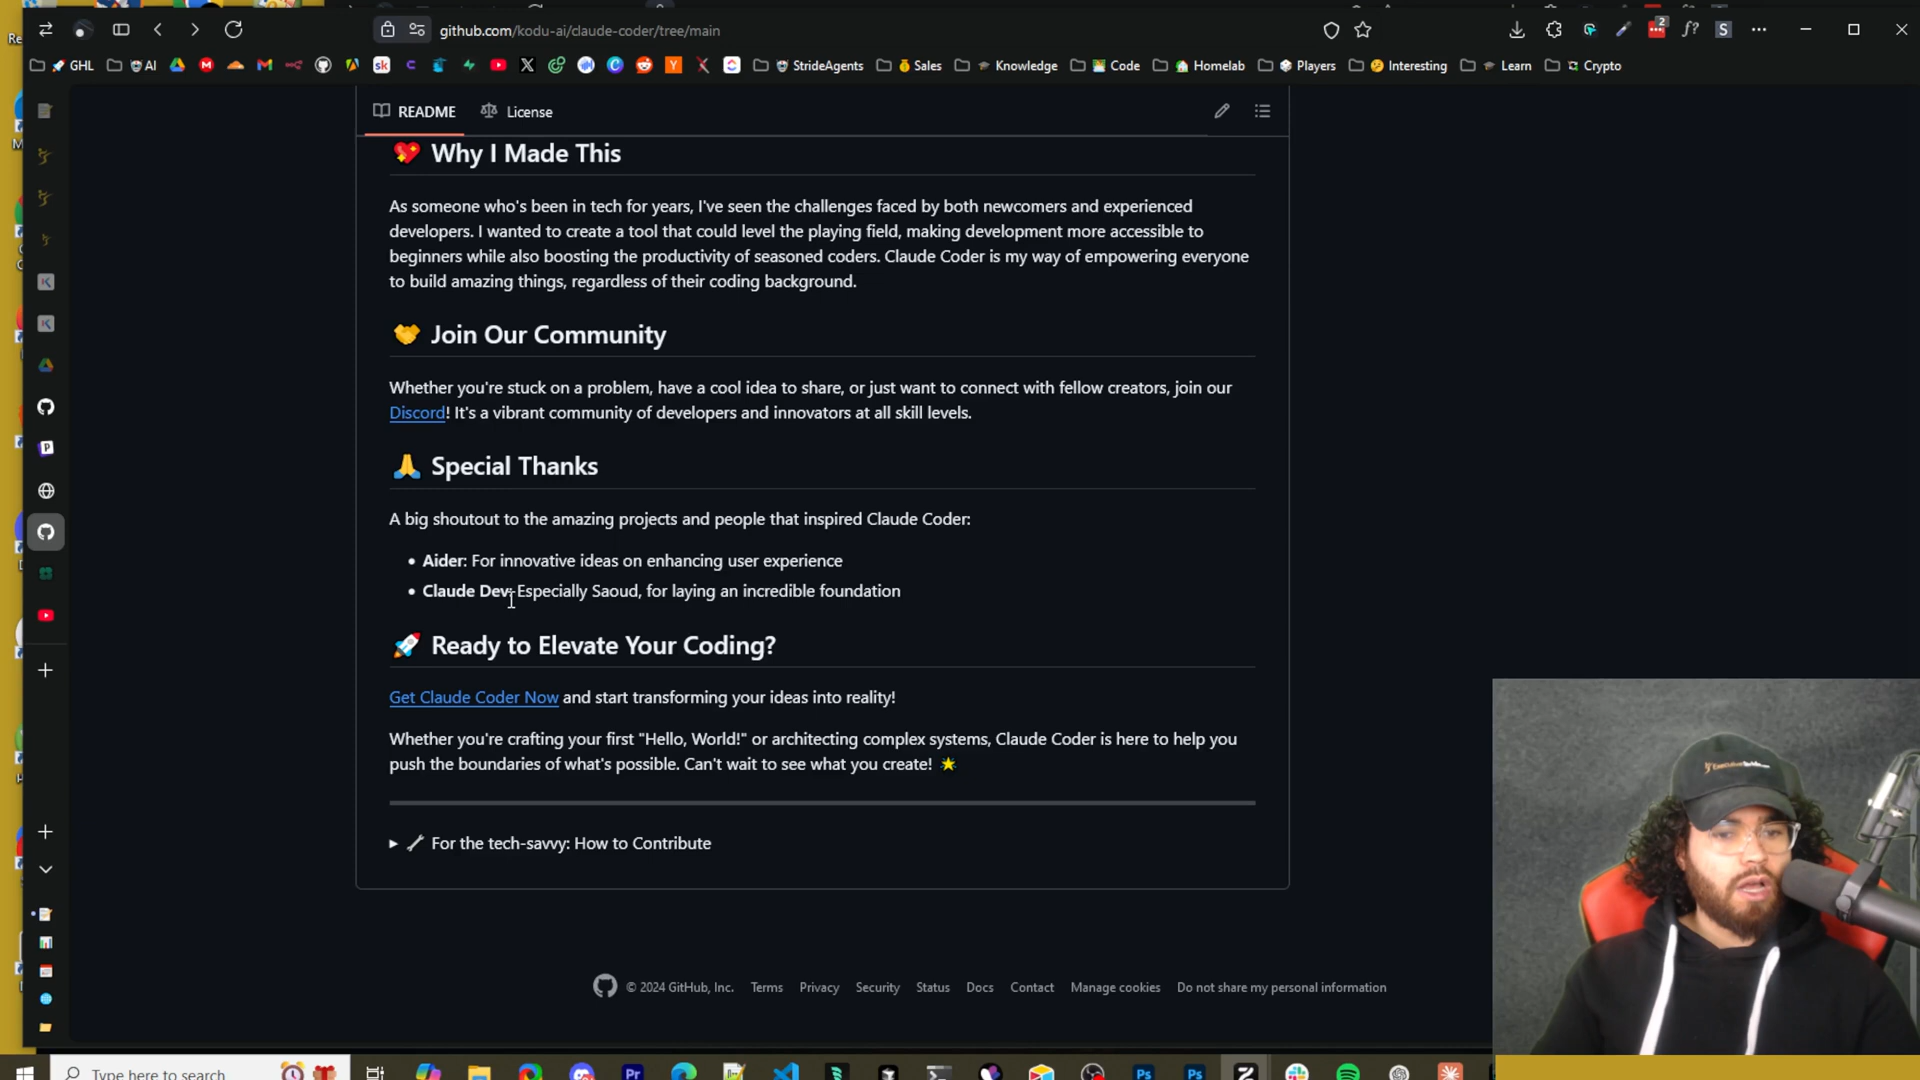 github.com/kodu-ai/claude-coder/tree/main
GHL AI StrideAgents Sales Knowledge Code Homelab Players Interesting Learn Crypto
README License
Why I Made This
As someone who's been in tech for years, I've seen the challenges faced by both newcomers and experienced
developers. I wanted to create a tool that could level the playing field, making development more accessible to
beginners while also boosting the productivity of seasoned coders. Claude Coder is my way of empowering everyone
to build amazing things, regardless of their coding background.
Join Our Community
Whether you're stuck on a problem, have a cool idea to share, or just want to connect with fellow creators, join our
Discord! It's a vibrant community of developers and innovators at all skill levels.
Special Thanks
A big shoutout to the amazing projects and people that inspired Claude Coder:
• Aider: For innovative ideas on enhancing user experience
• Claude Dev: Especially Saoud, for laying an incredible foundation
Ready to Elevate Your Coding?
Get Claude Coder Now and start transforming your ideas into reality!
Whether you're crafting your first "Hello, World!" or architecting complex systems, Claude Coder is here to help you
push the boundaries of what's possible. Can't wait to see what you create!
For the tech-savvy: How to Contribute
© 2024 GitHub, Inc. Terms Privacy Security Status Docs Contact Manage cookies Do not share my personal information
Type here to search